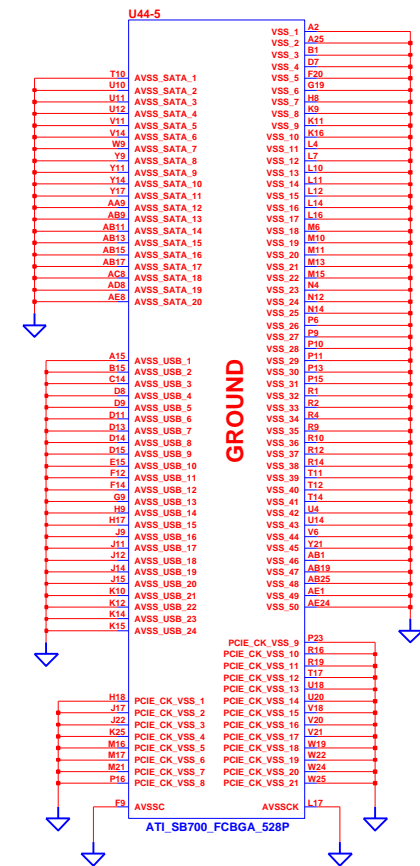 U44-5
T10 AVSS_SATA_1
U10 AVSS_SATA_2
U11 AVSS_SATA_3
U12 AVSS_SATA_4
V11 AVSS_SATA_5
V14 AVSS_SATA_6
W9 AVSS_SATA_7
Y9 AVSS_SATA_8
Y11 AVSS_SATA_9
Y14 AVSS_SATA_10
Y17 AVSS_SATA_11
AA9 AVSS_SATA_12
AB9 AVSS_SATA_13
AB11 AVSS_SATA_14
AB13 AVSS_SATA_15
AB15 AVSS_SATA_16
AB17 AVSS_SATA_17
AC8 AVSS_SATA_18
AD8 AVSS_SATA_19
AE8 AVSS_SATA_20
A15 AVSS_USB_1
B15 AVSS_USB_2
C14 AVSS_USB_3
D8 AVSS_USB_4
D9 AVSS_USB_5
D11 AVSS_USB_6
D13 AVSS_USB_7
D14 AVSS_USB_8
D15 AVSS_USB_9
E15 AVSS_USB_10
F12 AVSS_USB_11
F14 AVSS_USB_12
G9 AVSS_USB_13
H9 AVSS_USB_14
H17 AVSS_USB_15
J9 AVSS_USB_16
J11 AVSS_USB_17
J12 AVSS_USB_18
J14 AVSS_USB_19
J15 AVSS_USB_20
K10 AVSS_USB_21
K12 AVSS_USB_22
K14 AVSS_USB_23
K15 AVSS_USB_24
H18 PCIE_CK_VSS_1
J17 PCIE_CK_VSS_2
J22 PCIE_CK_VSS_3
K25 PCIE_CK_VSS_4
M16 PCIE_CK_VSS_5
M17 PCIE_CK_VSS_6
M21 PCIE_CK_VSS_7
P16 PCIE_CK_VSS_8
F9 AVSSC
GROUND
VSS_1 A2
VSS_2 A25
VSS_3 B1
VSS_4 D7
VSS_5 F20
VSS_6 G19
VSS_7 H8
VSS_8 K9
VSS_9 K11
VSS_10 K16
VSS_11 L4
VSS_12 L7
VSS_13 L10
VSS_14 L11
VSS_15 L12
VSS_16 L14
VSS_17 L16
VSS_18 M6
VSS_19 M10
VSS_20 M11
VSS_21 M13
VSS_22 M15
VSS_23 N4
VSS_24 N12
VSS_25 N14
VSS_26 P6
VSS_27 P9
VSS_28 P10
VSS_29 P11
VSS_30 P13
VSS_31 P15
VSS_32 R1
VSS_33 R2
VSS_34 R4
VSS_35 R9
VSS_36 R10
VSS_37 R12
VSS_38 R14
VSS_39 T11
VSS_40 T12
VSS_41 T14
VSS_42 U4
VSS_43 U14
VSS_44 V6
VSS_45 Y21
VSS_46 AB1
VSS_47 AB19
VSS_48 AB25
VSS_49 AE1
VSS_50 AE24
PCIE_CK_VSS_9 P23
PCIE_CK_VSS_10 R16
PCIE_CK_VSS_11 R19
PCIE_CK_VSS_12 T17
PCIE_CK_VSS_13 U18
PCIE_CK_VSS_14 U20
PCIE_CK_VSS_15 V18
PCIE_CK_VSS_16 V20
PCIE_CK_VSS_17 V21
PCIE_CK_VSS_18 W19
PCIE_CK_VSS_19 W22
PCIE_CK_VSS_20 W24
PCIE_CK_VSS_21 W25
AVSSCK L17
ATI_SB700_FCBGA_528P